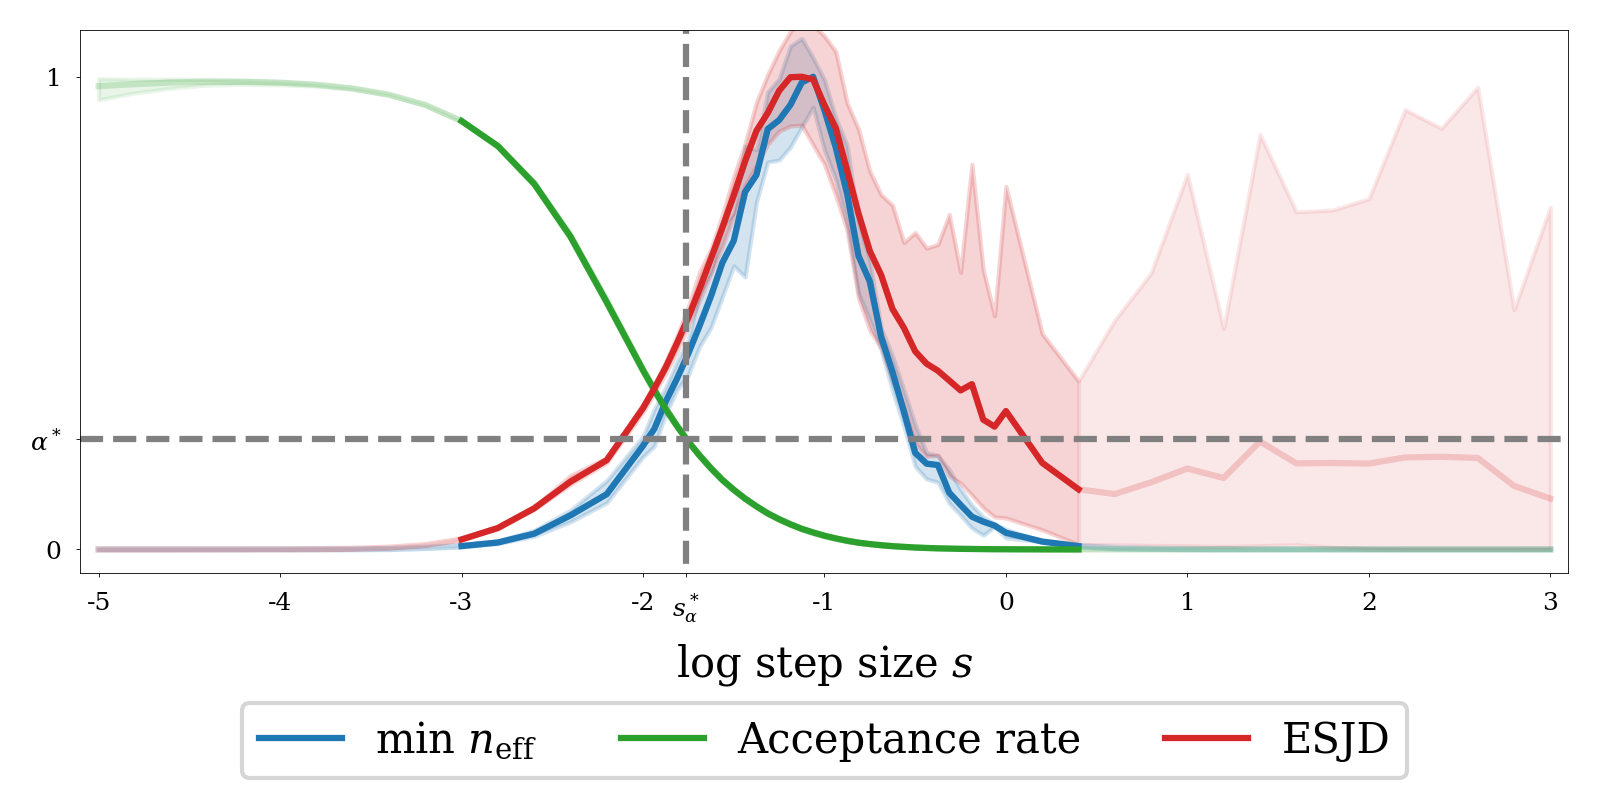 1
α*
0
-5 -4 -3 -2 s*α -1 0 1 2 3
log step size s
min neff Acceptance rate ESJD